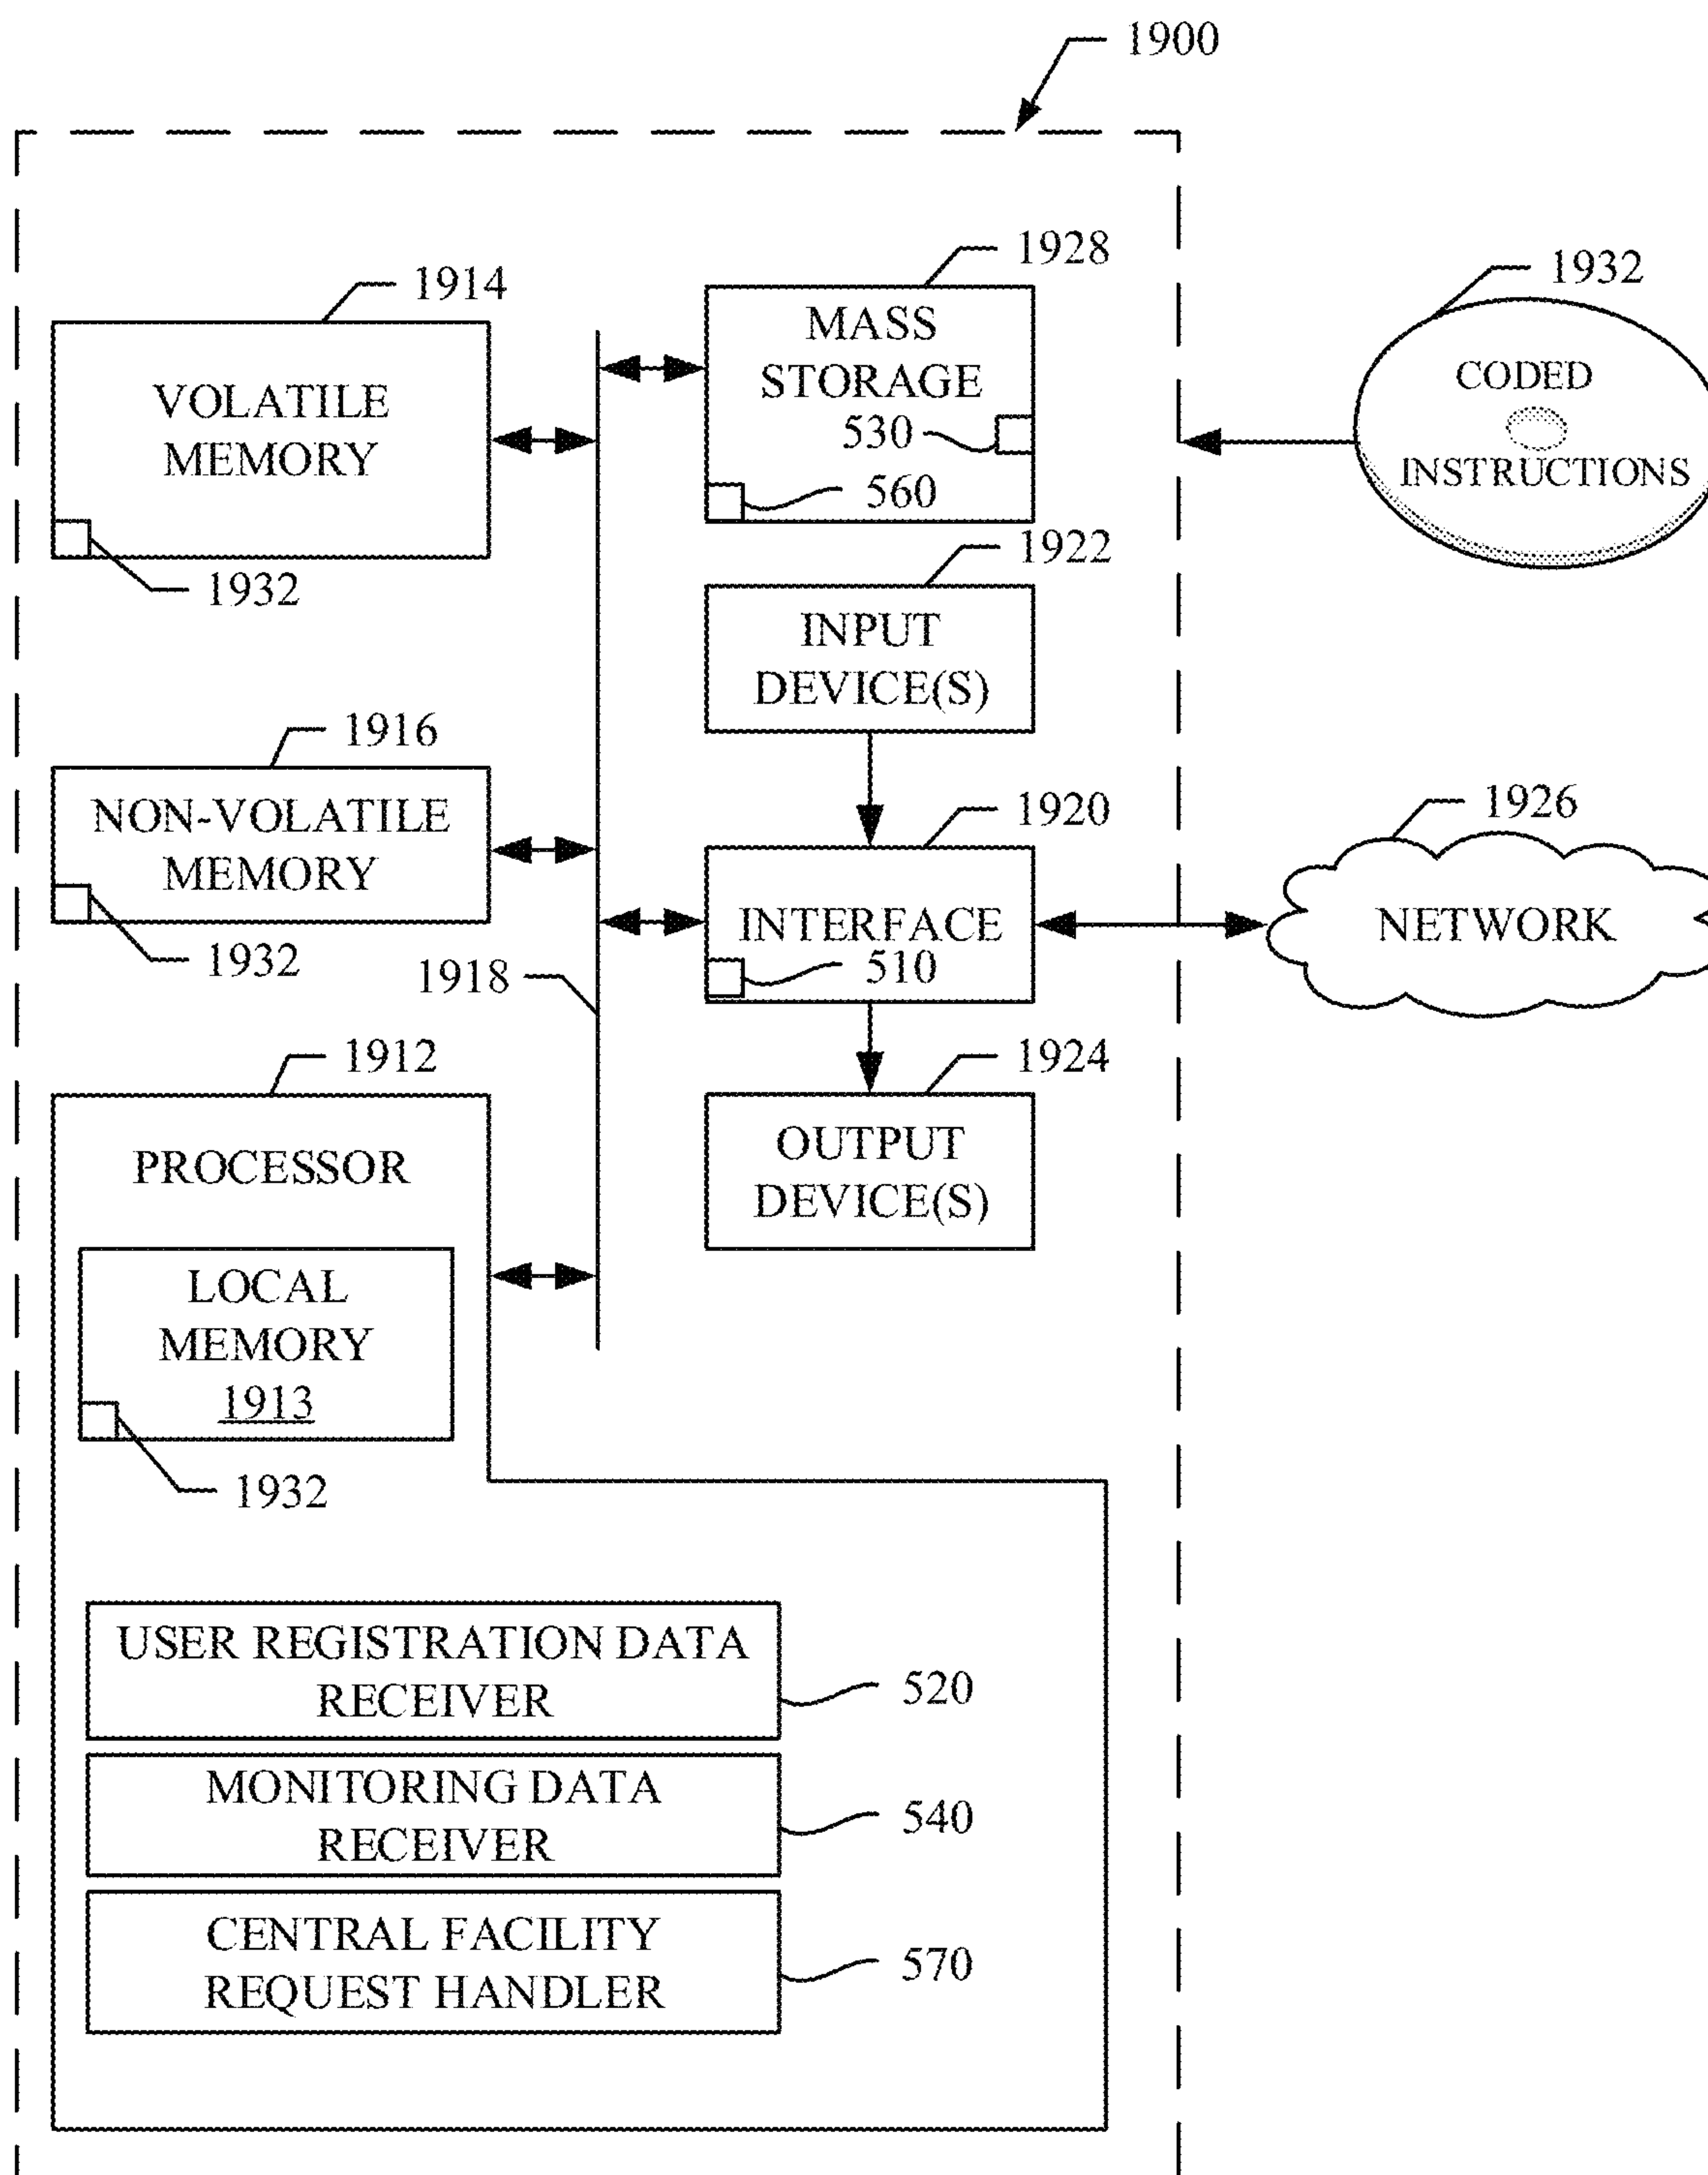 1900
1928
1914
1932
MASS
STORAGE
530
560
VOLATILE
MEMORY
1932
CODED
INSTRUCTIONS
1922
INPUT
DEVICE(S)
1916
NON-VOLATILE
MEMORY
1932
1918
1920
INTERFACE
510
1926
NETWORK
1912
PROCESSOR
1924
OUTPUT
DEVICE(S)
LOCAL
MEMORY
1913
1932
USER REGISTRATION DATA
RECEIVER
520
MONITORING DATA
RECEIVER
540
CENTRAL FACILITY
REQUEST HANDLER
570